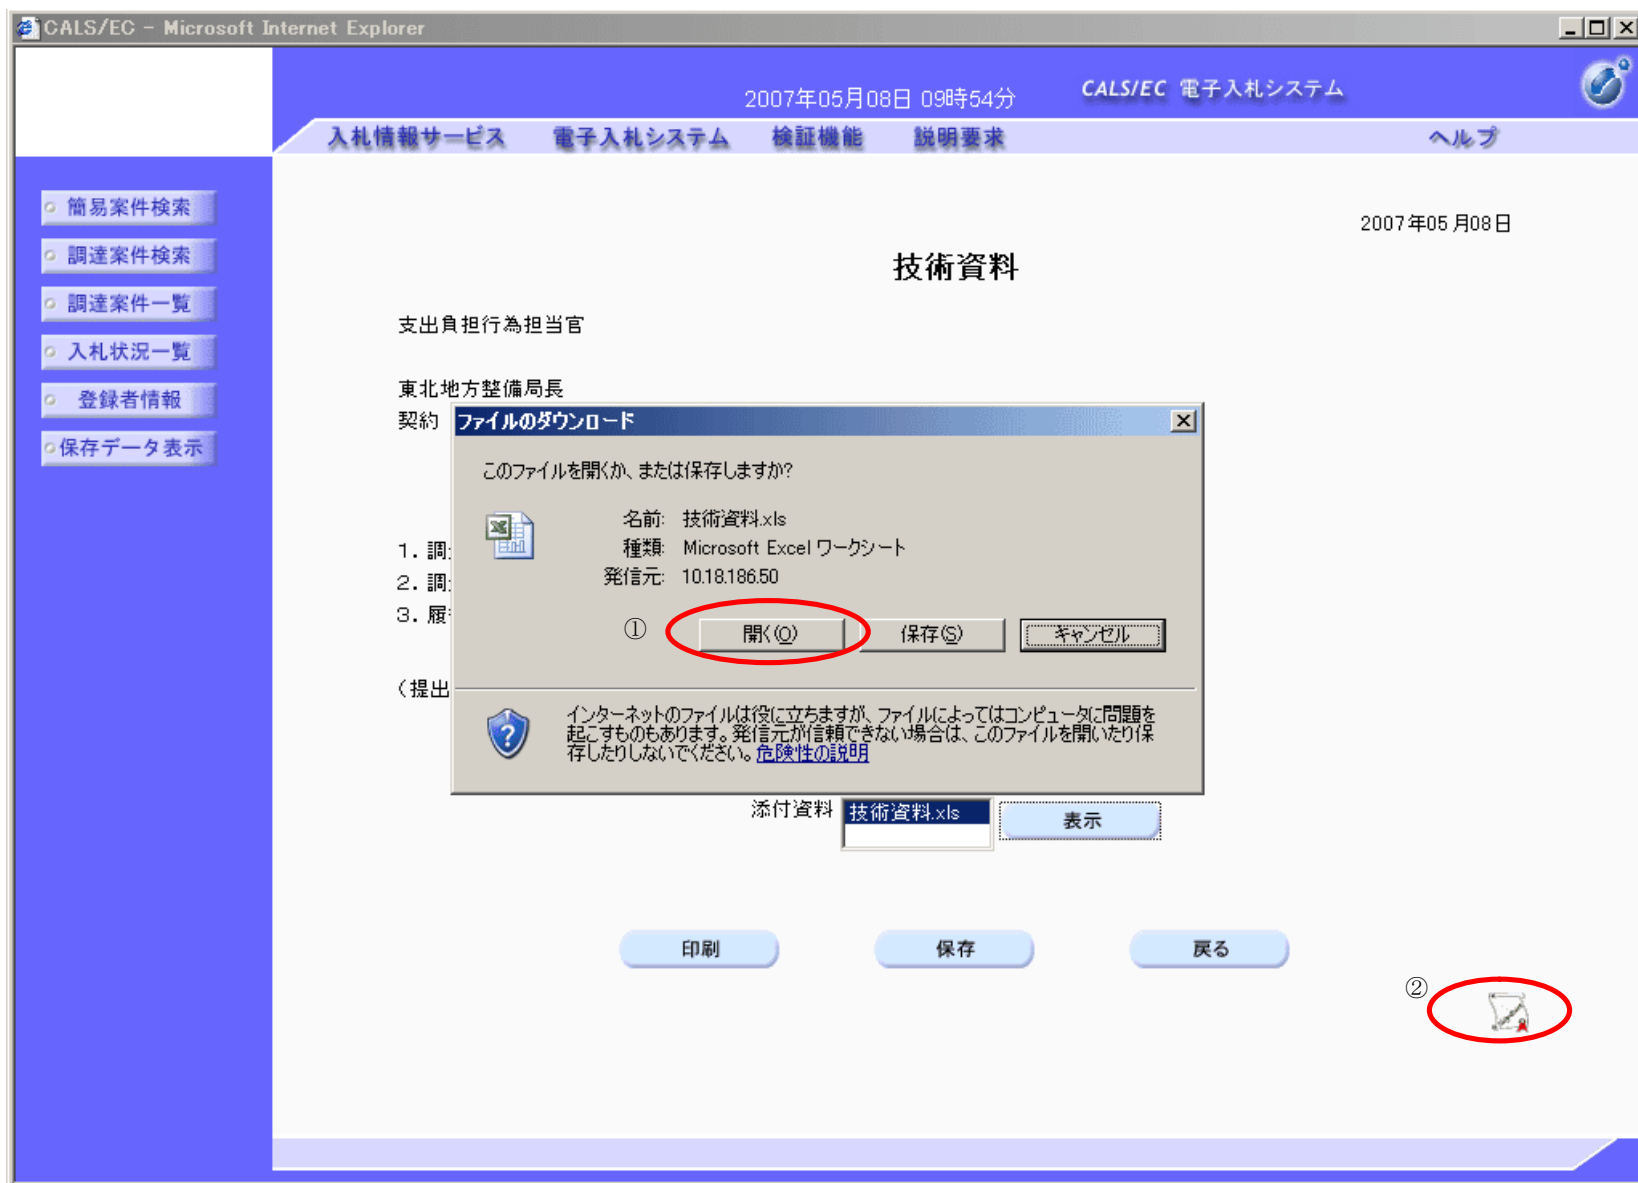 CALS/EC - Microsoft Internet Explorer
2007年05月08日 09時54分
CALS/EC 電子入札システム
入札情報サービス 電子入札システム 検証機能 説明要求 ヘルプ
簡易案件検索
調達案件検索
調達案件一覧
入札状況一覧
登録者情報
保存データ表示
2007年05月08日
技術資料
支出負担行為担当官
東北地方整備局長
契約
1．調
2．調
3．履
（提出
ファイルのダウンロード
このファイルを開くか、または保存しますか?
名前: 技術資料.xls
種類: Microsoft Excel ワークシート
発信元: 10.18.186.50
① 開く(O) 保存(S) キャンセル
インターネットのファイルは役に立ちますが、ファイルによってはコンピュータに問題を
起こすものもあります。発信元が信頼できない場合は、このファイルを開いたり保
存したりしないでください。危険性の説明
添付資料 技術資料.xls 表示
印刷 保存 戻る
②